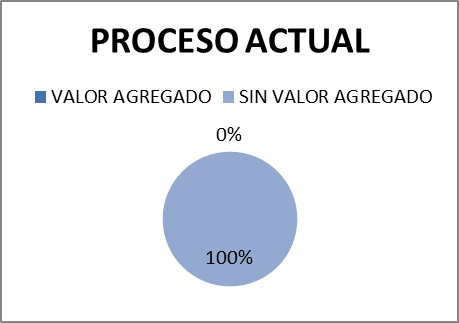 PROCESO ACTUAL
VALOR AGREGADO SIN VALOR AGREGADO
0%
100%